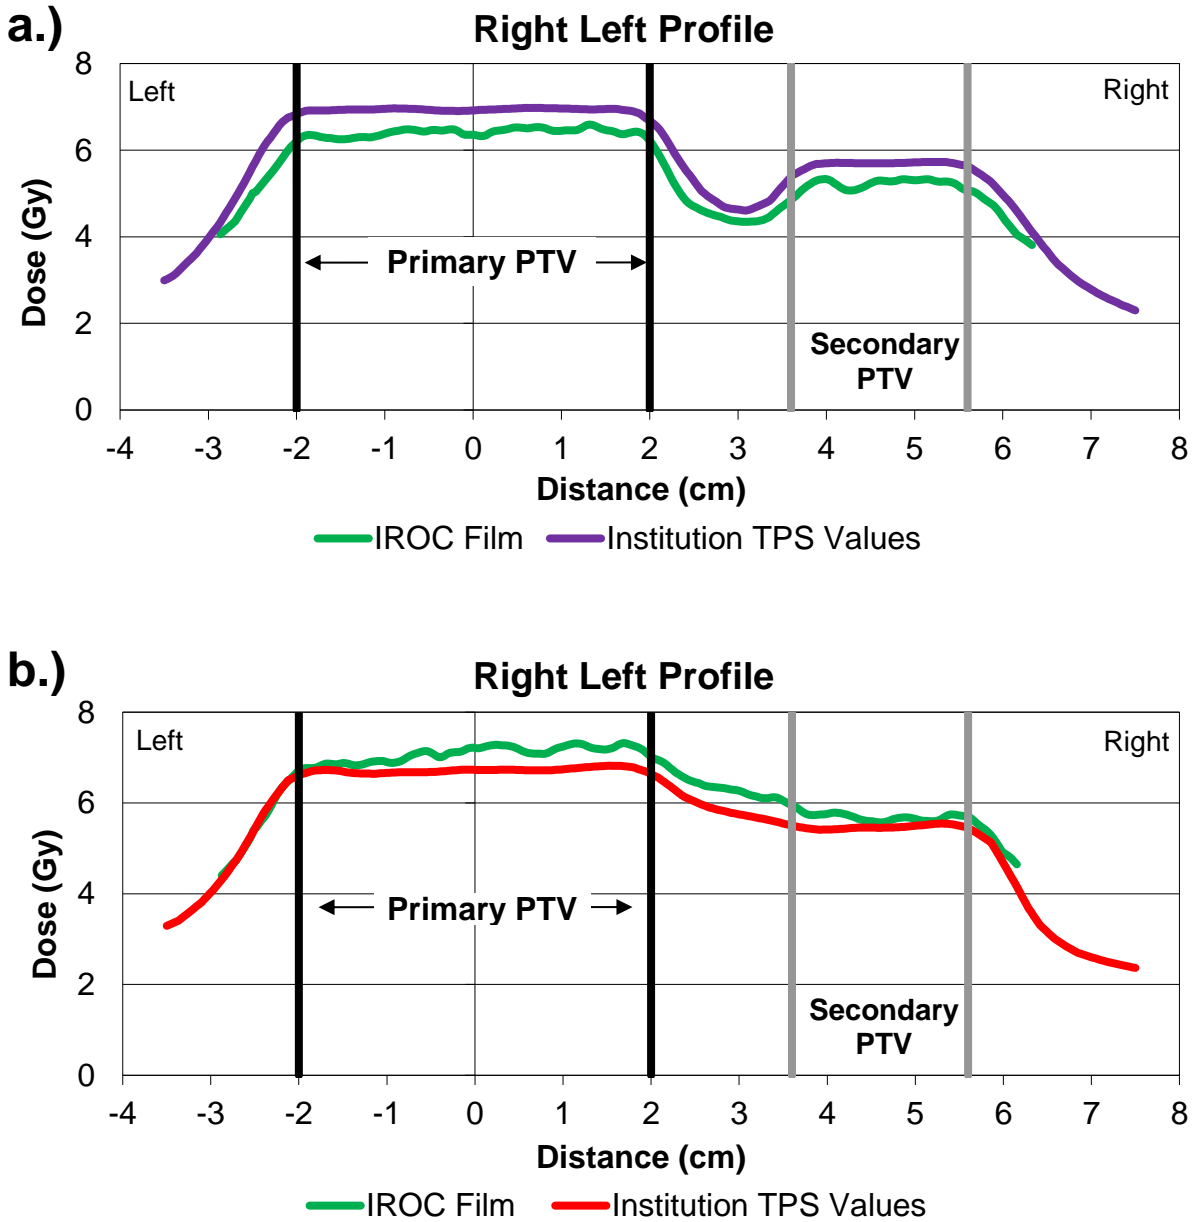 a.)
Right Left Profile
8
Left
Right
6
4
Primary PTV
2
Secondary
PTV
0
Dose (Gy)
-4 -3 -2 -1 0 1 2 3 4 5 6 7 8
Distance (cm)
IROC Film Institution TPS Values
b.)
Right Left Profile
8
Left
Right
6
4
Primary PTV
2
Secondary
PTV
0
Dose (Gy)
-4 -3 -2 -1 0 1 2 3 4 5 6 7 8
Distance (cm)
IROC Film Institution TPS Values